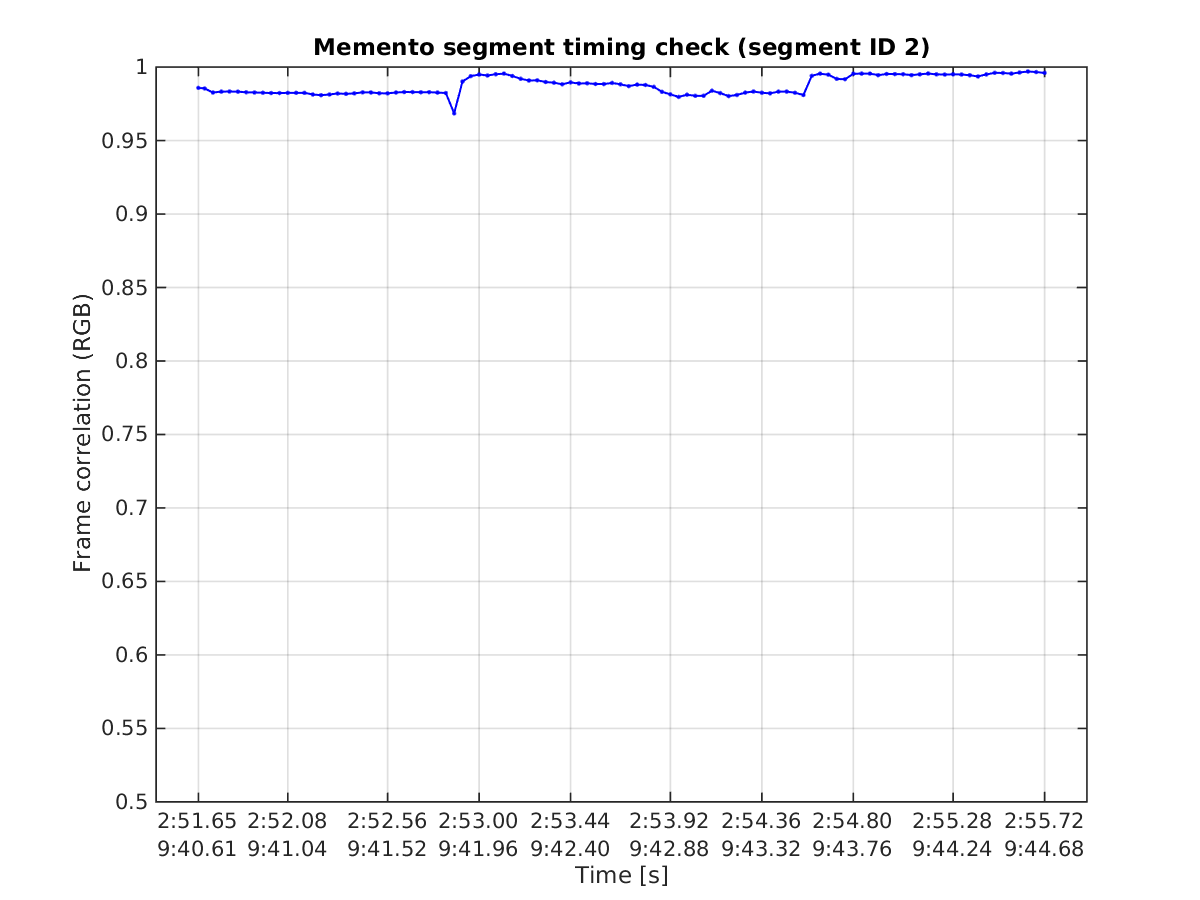 Memento segment timing check (segment ID 2)
Frame correlation (RGB)
1
0.95
0.9
0.85
0.8
0.75
0.7
0.65
0.6
0.55
0.5
2:51.65 2:52.08 2:52.56 2:53.00 2:53.44 2:53.92 2:54.36 2:54.80 2:55.28 2:55.72
9:40.61 9:41.04 9:41.52 9:41.96 9:42.40 9:42.88 9:43.32 9:43.76 9:44.24 9:44.68
Time [s]